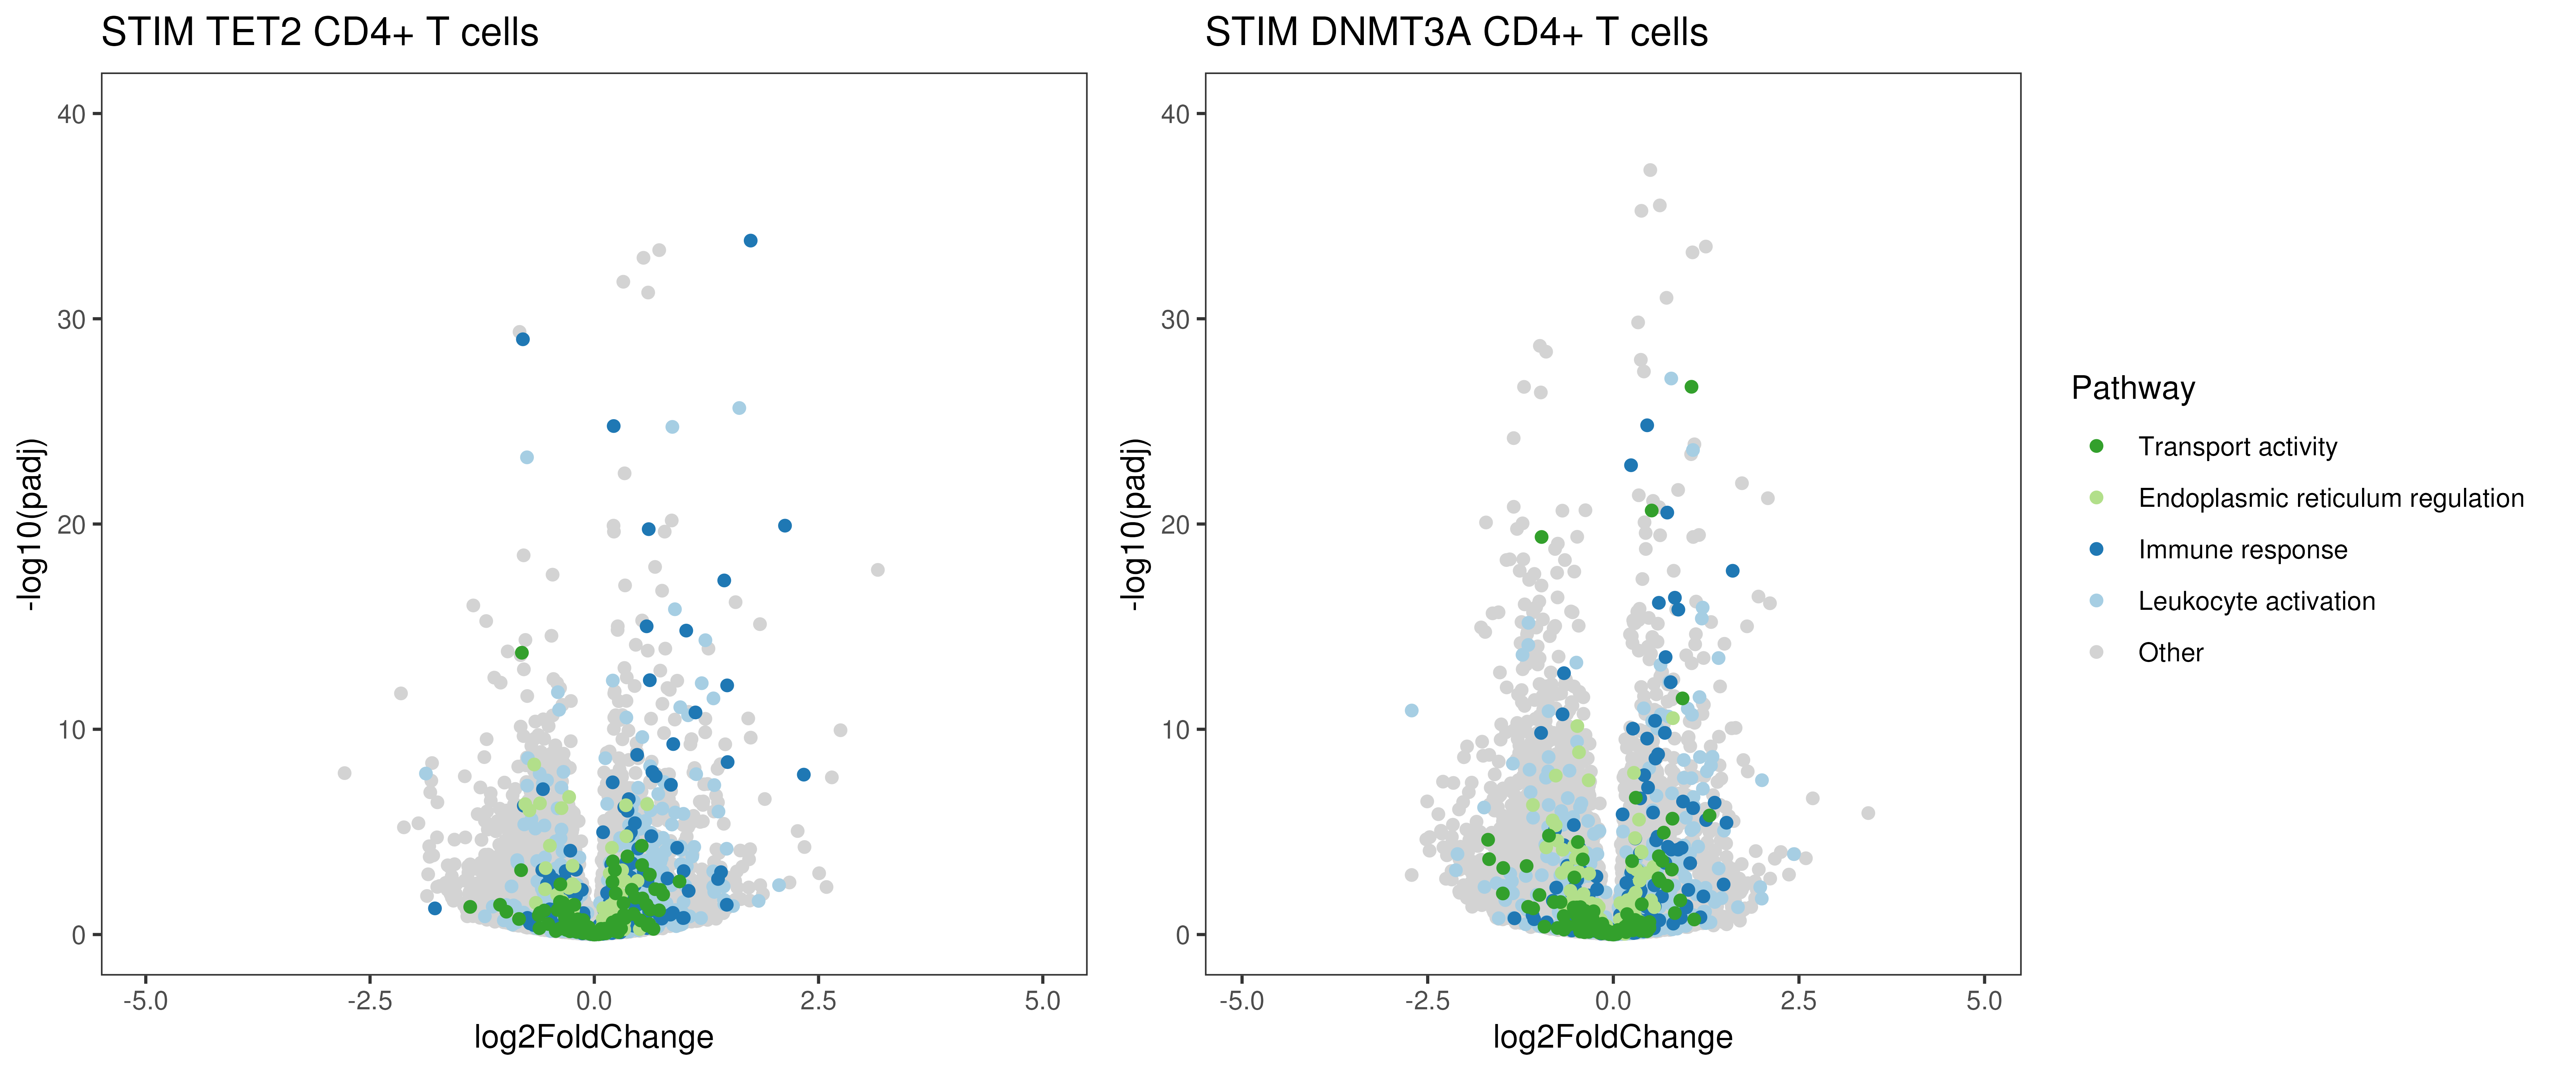 STIM TET2 CD4+ T cells
STIM DNMT3A CD4+ T cells
40
30
20
10
0
-log10(padj)
-5.0
-2.5
0.0
2.5
5.0
log2FoldChange
40
30
20
10
0
-log10(padj)
-5.0
-2.5
0.0
2.5
5.0
log2FoldChange
Pathway
Transport activity
Endoplasmic reticulum regulation
Immune response
Leukocyte activation
Other